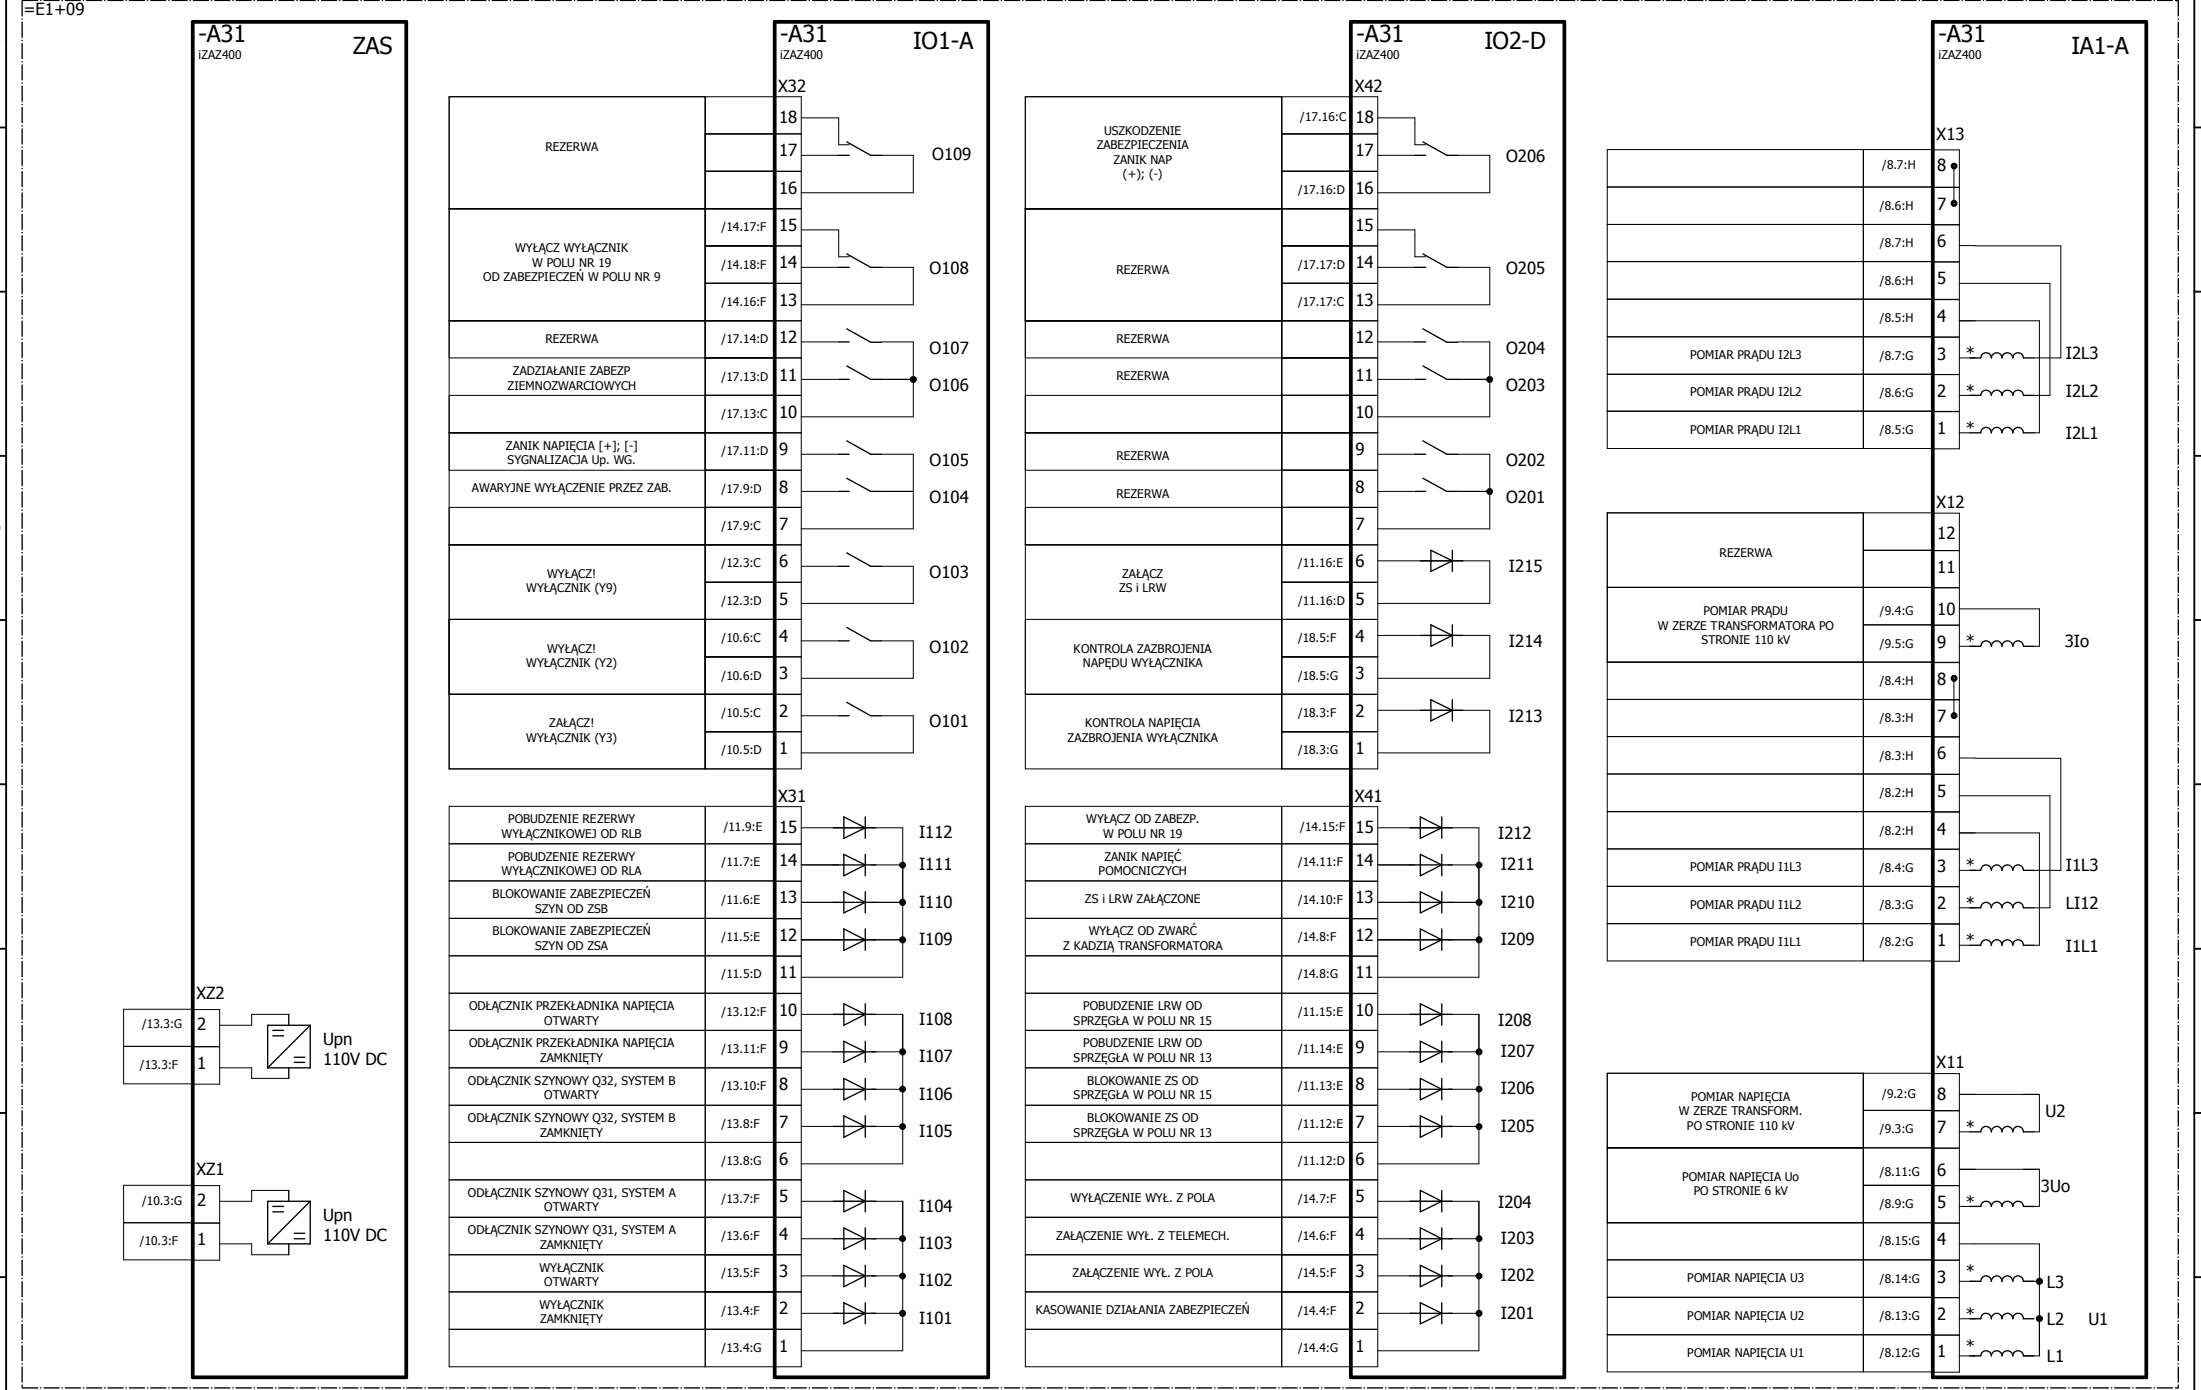 =E1+09
-A31
iZAZ400
ZAS
XZ2
/13.3:G 2
/13.3:F 1
Upn
110V DC
XZ1
/10.3:G 2
/10.3:F 1
Upn
110V DC
-A31
iZAZ400
IO1-A
X32
18
REZERWA
17
O109
16
/14.17:F 15
WYŁĄCZ WYŁĄCZNIK
W POLU NR 19
OD ZABEZPIECZEŃ W POLU NR 9
/14.18:F 14
O108
/14.16:F 13
REZERWA /17.14:D 12 O107
ZADZIAŁANIE ZABEZP
ZIEMNOZWARCIOWYCH
/17.13:D 11 O106
/17.13:C 10
ZANIK NAPIĘCIA [+]; [-]
SYGNALIZACJA Up. WG.
/17.11:D 9 O105
AWARYJNE WYŁĄCZENIE PRZEZ ZAB. /17.9:D 8 O104
/17.9:C 7
WYŁĄCZ!
WYŁĄCZNIK (Y9)
/12.3:C 6 O103
/12.3:D 5
WYŁĄCZ!
WYŁĄCZNIK (Y2)
/10.6:C 4 O102
/10.6:D 3
ZAŁĄCZ!
WYŁĄCZNIK (Y3)
/10.5:C 2 O101
/10.5:D 1
X31
POBUDZENIE REZERWY
WYŁĄCZNIKOWEJ OD RLB
/11.9:E 15 I112
POBUDZENIE REZERWY
WYŁĄCZNIKOWEJ OD RLA
/11.7:E 14 I111
BLOKOWANIE ZABEZPIECZEŃ
SZYN OD ZSB
/11.6:E 13 I110
BLOKOWANIE ZABEZPIECZEŃ
SZYN OD ZSA
/11.5:E 12 I109
/11.5:D 11
ODŁĄCZNIK PRZEKŁADNIKA NAPIĘCIA
OTWARTY
/13.12:F 10 I108
ODŁĄCZNIK PRZEKŁADNIKA NAPIĘCIA
ZAMKNIĘTY
/13.11:F 9 I107
ODŁĄCZNIK SZYNOWY Q32, SYSTEM B
OTWARTY
/13.10:F 8 I106
ODŁĄCZNIK SZYNOWY Q32, SYSTEM B
ZAMKNIĘTY
/13.8:F 7 I105
/13.8:G 6
ODŁĄCZNIK SZYNOWY Q31, SYSTEM A
OTWARTY
/13.7:F 5 I104
ODŁĄCZNIK SZYNOWY Q31, SYSTEM A
ZAMKNIĘTY
/13.6:F 4 I103
WYŁĄCZNIK
OTWARTY
/13.5:F 3 I102
WYŁĄCZNIK
ZAMKNIĘTY
/13.4:F 2 I101
/13.4:G 1
-A31
iZAZ400
IO2-D
X42
/17.16:C 18
USZKODZENIE
ZABEZPIECZENIA
ZANIK NAP
(+); (-)
17
O206
/17.16:D 16
15
REZERWA
/17.17:D 14
O205
/17.17:C 13
REZERWA 12 O204
REZERWA 11 O203
10
REZERWA 9 O202
REZERWA 8 O201
7
ZAŁĄCZ
ZS i LRW
/11.16:E 6 I215
/11.16:D 5
KONTROLA ZAZBROJENIA
NAPĘDU WYŁĄCZNIKA
/18.5:F 4 I214
/18.5:G 3
KONTROLA NAPIĘCIA
ZAZBROJENIA WYŁĄCZNIKA
/18.3:F 2 I213
/18.3:G 1
X41
WYŁĄCZ OD ZABEZP.
W POLU NR 19
/14.15:F 15 I212
ZANIK NAPIĘĆ
POMOCNICZYCH
/14.11:F 14 I211
ZS i LRW ZAŁĄCZONE /14.10:F 13 I210
WYŁĄCZ OD ZWARĆ
Z KADZIĄ TRANSFORMATORA
/14.8:F 12 I209
/14.8:G 11
POBUDZENIE LRW OD
SPRZĘGŁA W POLU NR 15
/11.15:E 10 I208
POBUDZENIE LRW OD
SPRZĘGŁA W POLU NR 13
/11.14:E 9 I207
BLOKOWANIE ZS OD
SPRZĘGŁA W POLU NR 15
/11.13:E 8 I206
BLOKOWANIE ZS OD
SPRZĘGŁA W POLU NR 13
/11.12:E 7 I205
/11.12:D 6
WYŁĄCZENIE WYŁ. Z POLA /14.7:F 5 I204
ZAŁĄCZENIE WYŁ. Z TELEMECH. /14.6:F 4 I203
ZAŁĄCZENIE WYŁ. Z POLA /14.5:F 3 I202
KASOWANIE DZIAŁANIA ZABEZPIECZEŃ /14.4:F 2 I201
/14.4:G 1
-A31
iZAZ400
IA1-A
X13
/8.7:H 8
/8.6:H 7
/8.7:H 6
/8.6:H 5
/8.5:H 4
POMIAR PRĄDU I2L3 /8.7:G 3 * I2L3
POMIAR PRĄDU I2L2 /8.6:G 2 * I2L2
POMIAR PRĄDU I2L1 /8.5:G 1 * I2L1
X12
12
REZERWA
11
POMIAR PRĄDU
W ZERZE TRANSFORMATORA PO
STRONIE 110 kV
/9.4:G 10
/9.5:G 9 * 3Io
/8.4:H 8
/8.3:H 7
/8.3:H 6
/8.2:H 5
/8.2:H 4
POMIAR PRĄDU I1L3 /8.4:G 3 * I1L3
POMIAR PRĄDU I1L2 /8.3:G 2 * LI12
POMIAR PRĄDU I1L1 /8.2:G 1 * I1L1
X11
POMIAR NAPIĘCIA
W ZERZE TRANSFORM.
PO STRONIE 110 kV
/9.2:G 8
U2
/9.3:G 7 *
POMIAR NAPIĘCIA Uo
PO STRONIE 6 kV
/8.11:G 6
3Uo
/8.9:G 5 *
/8.15:G 4
POMIAR NAPIĘCIA U3 /8.14:G 3 * L3
POMIAR NAPIĘCIA U2 /8.13:G 2 * L2 U1
POMIAR NAPIĘCIA U1 /8.12:G 1 * L1